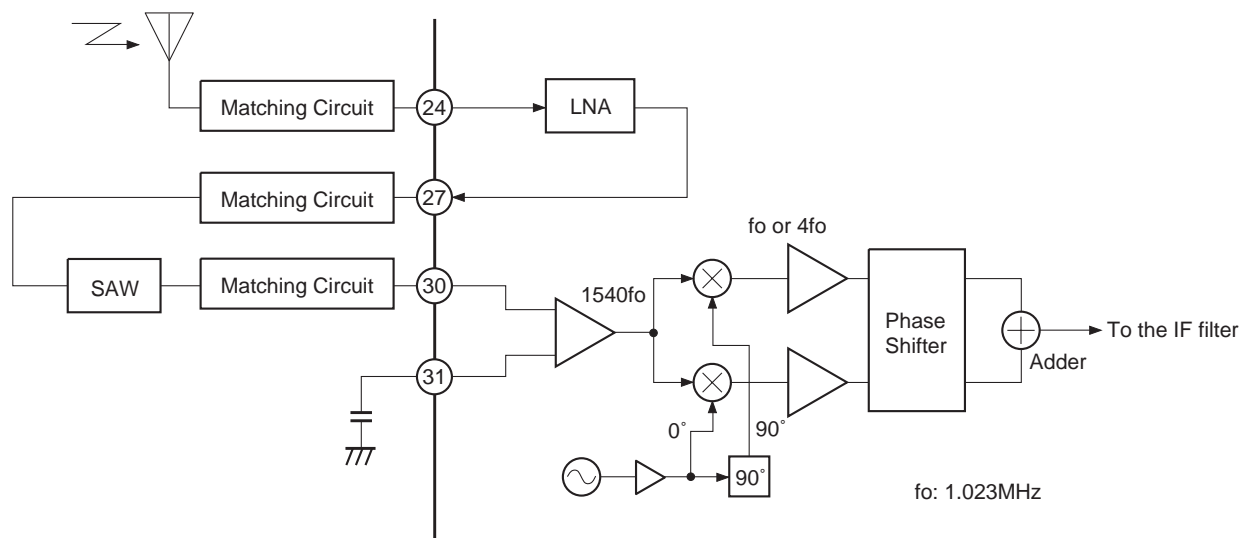 Matching Circuit
24
LNA
Matching Circuit
27
fo or 4fo
SAW
Matching Circuit
30
1540fo
Phase
Shifter
To the IF filter
Adder
31
0°
90°
90°
fo: 1.023MHz